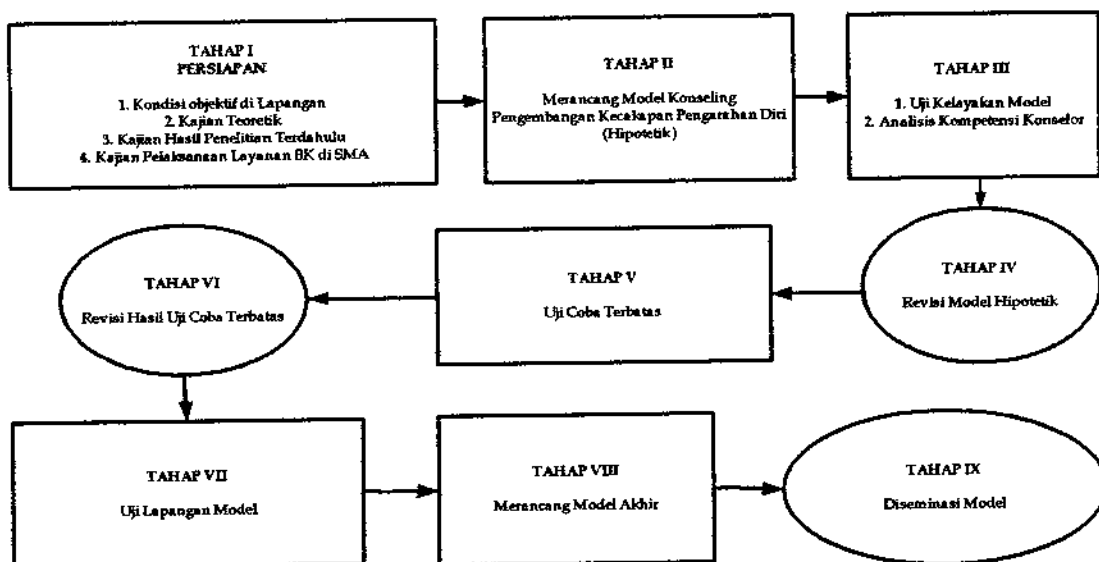 TAHAP I
PERSIAPAN
1. Kondisi objektif di Lapangan
2. Kajian Teoretik
3. Kajian Hasil Penelitian Terdahulu
4. Kajian Pelaksanaan Layanan BK di SMA
TAHAP II
Merancang Model Konseling
Pengembangan Kecakapan Pengarahan Diri
(Hipotetik)
TAHAP III
1. Uji Kelayakan Model
2. Analisis Kompetensi Konselor
TAHAP IV
Revisi Model Hipotetik
TAHAP V
Uji Coba Terbatas
TAHAP VI
Revisi Hasil Uji Coba Terbatas
TAHAP VII
Uji Lapangan Model
TAHAP VIII
Merancang Model Akhir
TAHAP IX
Diseminasi Model